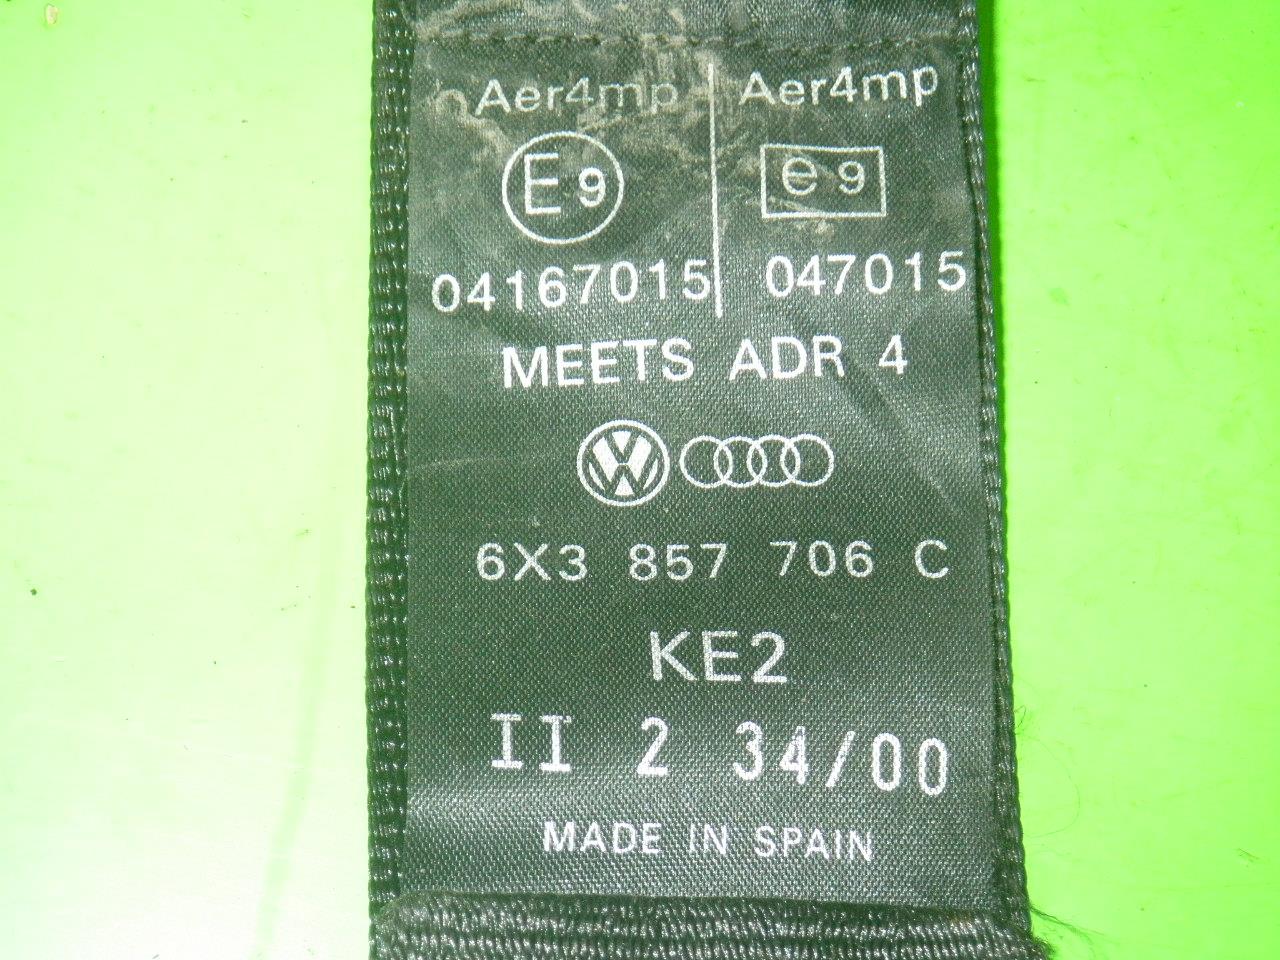 Aer4mp Aer4mp
E9 e9
04167015 047015
MEETS ADR 4
6X3 857 706 C
KE2
II 2 34/00
MADE IN SPAIN